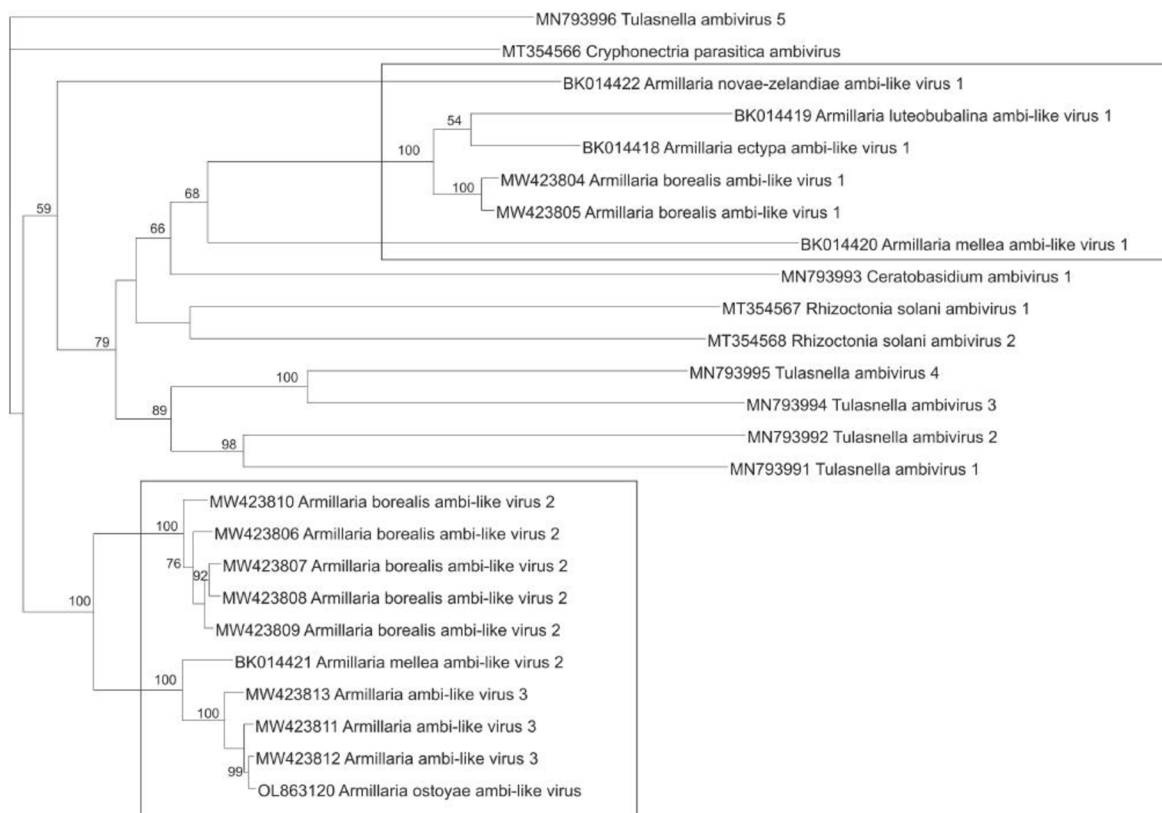 MN793996 Tulasnella ambivirus 5
MT354566 Cryphonectria parasitica ambivirus
BK014422 Armillaria novae-zelandiae ambi-like virus 1
54 BK014419 Armillaria luteobubalina ambi-like virus 1
100 BK014418 Armillaria ectypa ambi-like virus 1
100 MW423804 Armillaria borealis ambi-like virus 1
68 MW423805 Armillaria borealis ambi-like virus 1
59
66 BK014420 Armillaria mellea ambi-like virus 1
MN793993 Ceratobasidium ambivirus 1
MT354567 Rhizoctonia solani ambivirus 1
79 MT354568 Rhizoctonia solani ambivirus 2
100 MN793995 Tulasnella ambivirus 4
89 MN793994 Tulasnella ambivirus 3
98 MN793992 Tulasnella ambivirus 2
MN793991 Tulasnella ambivirus 1
MW423810 Armillaria borealis ambi-like virus 2
100 MW423806 Armillaria borealis ambi-like virus 2
76 92 MW423807 Armillaria borealis ambi-like virus 2
100 MW423808 Armillaria borealis ambi-like virus 2
MW423809 Armillaria borealis ambi-like virus 2
100 BK014421 Armillaria mellea ambi-like virus 2
100 MW423813 Armillaria ambi-like virus 3
MW423811 Armillaria ambi-like virus 3
99 MW423812 Armillaria ambi-like virus 3
OL863120 Armillaria ostoyae ambi-like virus